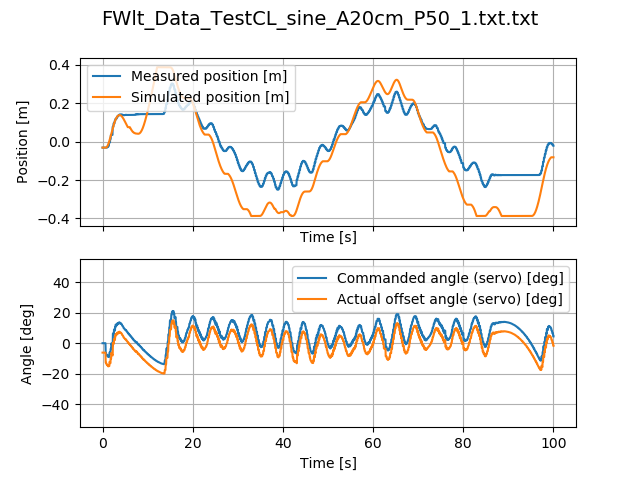 FWlt_Data_TestCL_sine_A20cm_P50_1.txt.txt
Position [m]
0.4
0.2
0.0
−0.2
−0.4
Measured position [m]
Simulated position [m]
Time [s]
Angle [deg]
40
20
0
−20
−40
Commanded angle (servo) [deg]
Actual offset angle (servo) [deg]
0 20 40 60 80 100
Time [s]